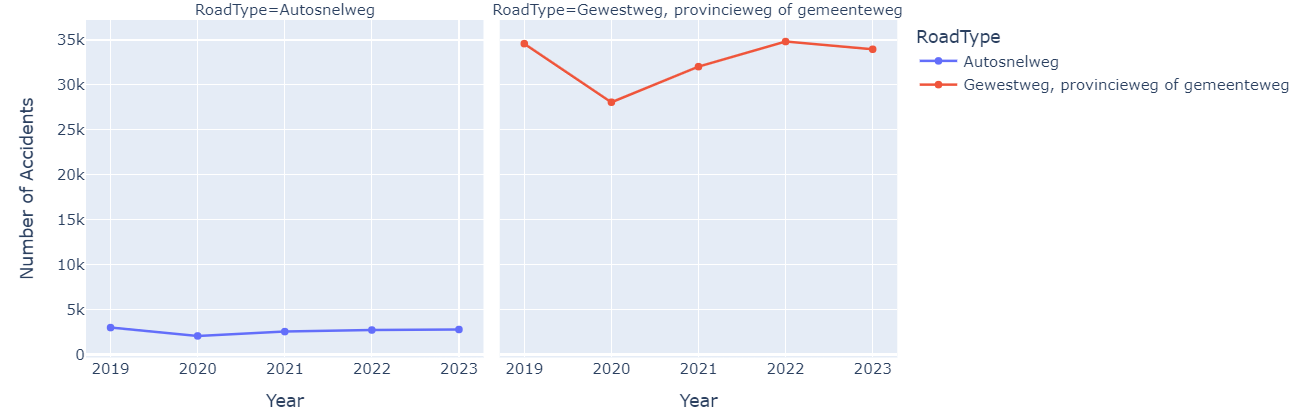 RoadType=Autosnelweg
RoadType=Gewestweg, provincieweg of gemeenteweg
RoadType
Autosnelweg
Gewestweg, provincieweg of gemeenteweg
Number of Accidents
35k
30k
25k
20k
15k
10k
5k
0
2019 2020 2021 2022 2023
2019 2020 2021 2022 2023
Year
Year